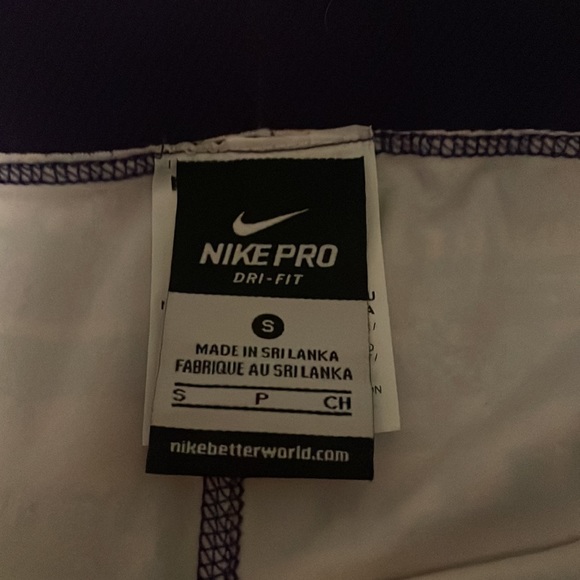 NIKE PRO
DRI-FIT
S
MADE IN SRI LANKA
FABRIQUE AU SRI LANKA
S P CH
nikebetterworld.com